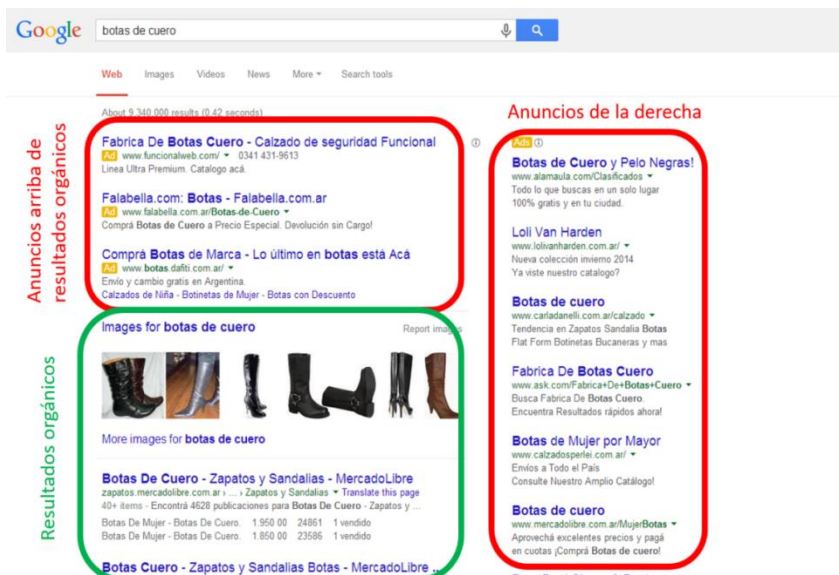 Google
botas de cuero
Web Images Videos News More Search tools
About 9,340,000 results (0.42 seconds)
Anuncios arriba de
resultados orgánicos
Fabrica De Botas Cuero - Calzado de seguridad Funcional
Ad www.funcionalweb.com/ 0341 431-9613
Linea Ultra Premium. Catalogo acá.
Falabella.com: Botas - Falabella.com.ar
Ad www.falabella.com.ar/Botas-de-Cuero
Comprá Botas de Cuero a Precio Especial. Devolución sin Cargo!
Comprá Botas de Marca - Lo último en botas está Acá
Ad www.botas.dafiti.com.ar/
Envío y cambio gratis en Argentina.
Calzados de Niña - Botinetas de Mujer - Botas con Descuento
Resultados orgánicos
Images for botas de cuero Report images
More images for botas de cuero
Botas De Cuero - Zapatos y Sandalias - MercadoLibre
zapatos.mercadolibre.com.ar › ... › Zapatos y Sandalias Translate this page
40+ items - Encontrá 4628 publicaciones para Botas De Cuero - Zapatos y ...
Botas De Mujer - Botas De Cuero. 1.950 00 24861 1 vendido
Botas De Mujer - Botas De Cuero. 1.850 00 23586 1 vendido
Botas Cuero - Zapatos y Sandalias Botas - MercadoLibre ...
Anuncios de la derecha
Ads
Botas de Cuero y Pelo Negras!
www.alamaula.com/Clasificados
Todo lo que buscas en un solo lugar
100% gratis y en tu ciudad.
Loli Van Harden
www.lolivanharden.com.ar/
Nueva colección invierno 2014
Ya viste nuestro catalogo?
Botas de cuero
www.carladanelli.com.ar/calzado
Tendencia en Zapatos Sandalia Botas
Flat Form Botinetas Bucaneras y mas
Fabrica De Botas Cuero
www.ask.com/Fabrica+De+Botas+Cuero
Busca Fabrica De Botas Cuero.
Encuentra Resultados rápidos ahora!
Botas de Mujer por Mayor
www.calzadosperlei.com.ar/
Envíos a Todo el País
Consulte Nuestro Amplio Catálogo!
Botas de cuero
www.mercadolibre.com.ar/MujerBotas
Aprovechá excelentes precios y pagá
en cuotas ¡Comprá Botas de cuero!